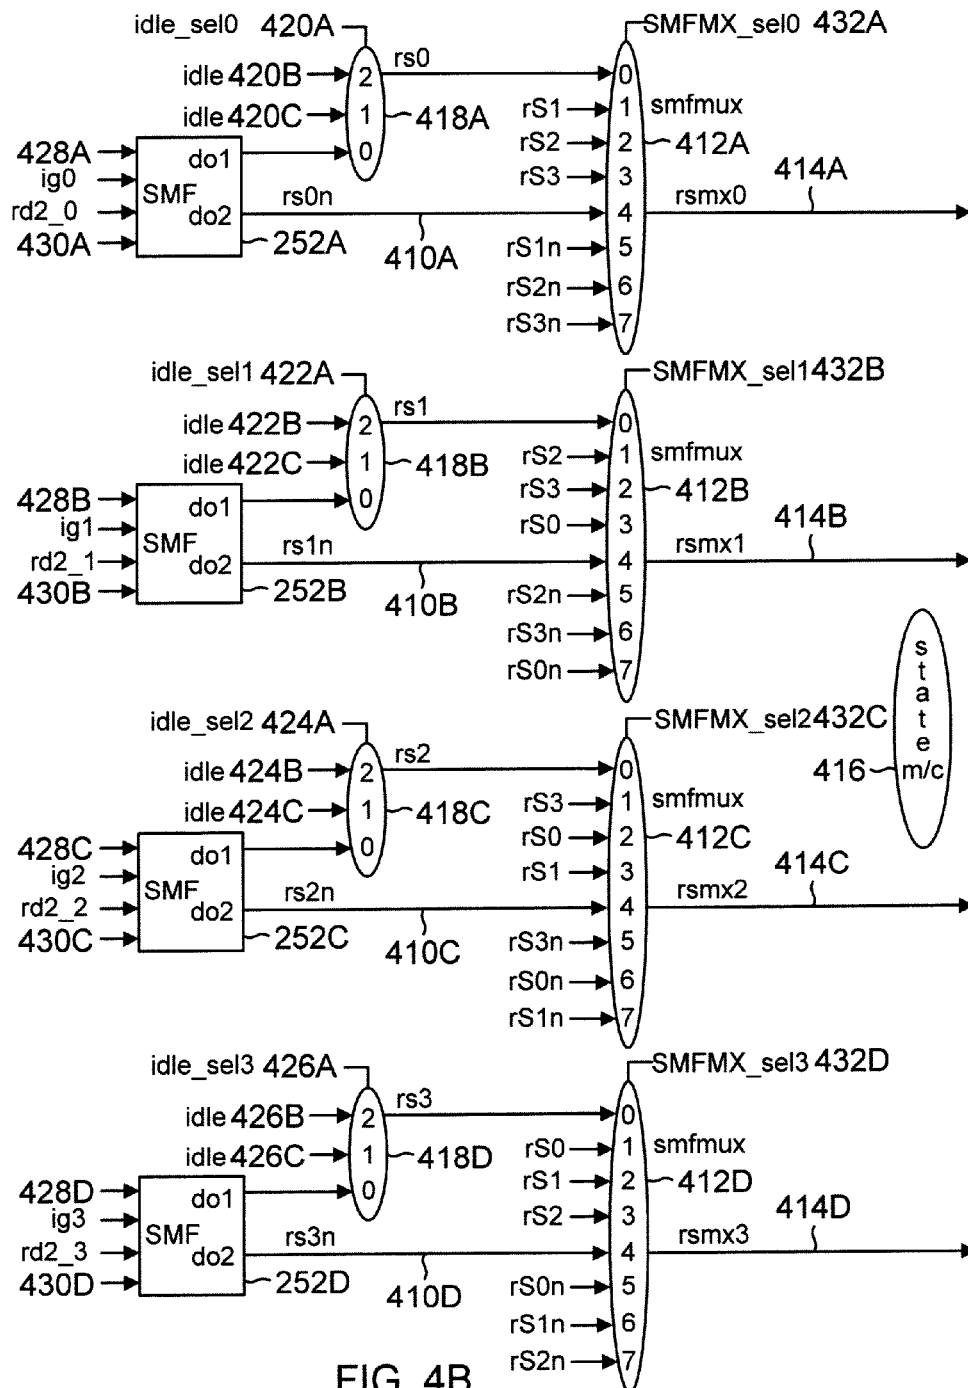 idle_sel0 420A
SMFMX_sel0 432A
idle 420B 2 rs0 0
idle 420C 1 418A rS1 1 smfmux
428A do1 0 rS2 2 412A
ig0 SMF rS3 3 414A
rd2_0 do2 rs0n 4 rsmx0
430A 252A 410A rS1n 5
rS2n 6
rS3n 7
idle_sel1 422A
SMFMX_sel1 432B
idle 422B 2 rs1 0
idle 422C 1 418B rS2 1 smfmux
428B do1 0 rS3 2 412B
ig1 SMF rS0 3 414B
rd2_1 do2 rs1n 4 rsmx1
430B 252B 410B rS2n 5
rS3n 6
rS0n 7
state
m/c
416
idle_sel2 424A
SMFMX_sel2 432C
idle 424B 2 rs2 0
idle 424C 1 418C rS3 1 smfmux
428C do1 0 rS0 2 412C
ig2 SMF rS1 3 414C
rd2_2 do2 rs2n 4 rsmx2
430C 252C 410C rS3n 5
rS0n 6
rS1n 7
idle_sel3 426A
SMFMX_sel3 432D
idle 426B 2 rs3 0
idle 426C 1 418D rS0 1 smfmux
428D do1 0 rS1 2 412D
ig3 SMF rS2 3 414D
rd2_3 do2 rs3n 4 rsmx3
430D 252D 410D rS0n 5
rS1n 6
rS2n 7
FIG. 4B